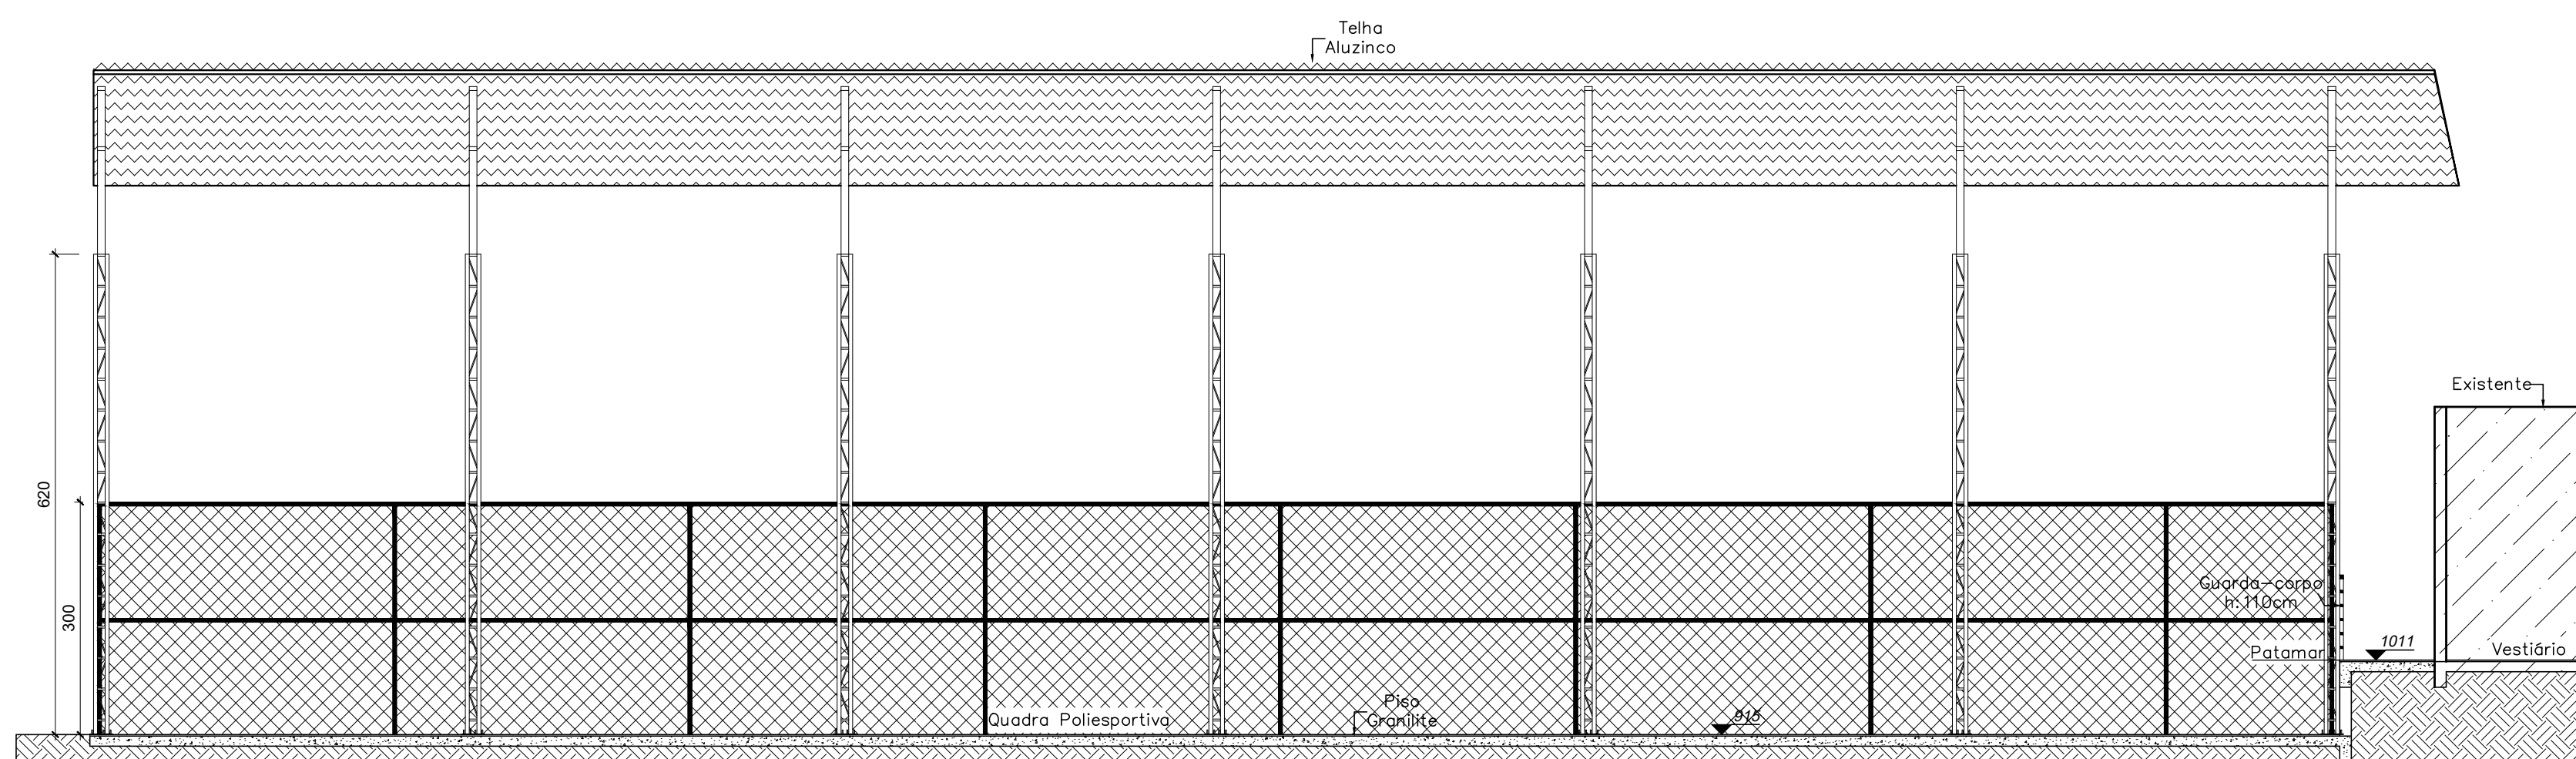 Telha
Aluzinco
Existente
620
300
Guarda-corpo
h: 110cm
1011
Patamar
Vestiário
Piso
Granilite
Quadra Poliesportiva
915